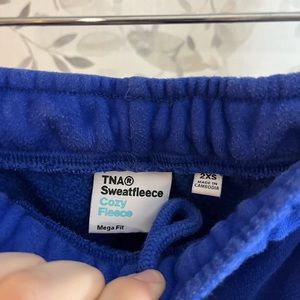 TNA®
Sweatfleece
Cozy
Fleece
Mega Fit
2XS
MADE IN
CAMBODIA